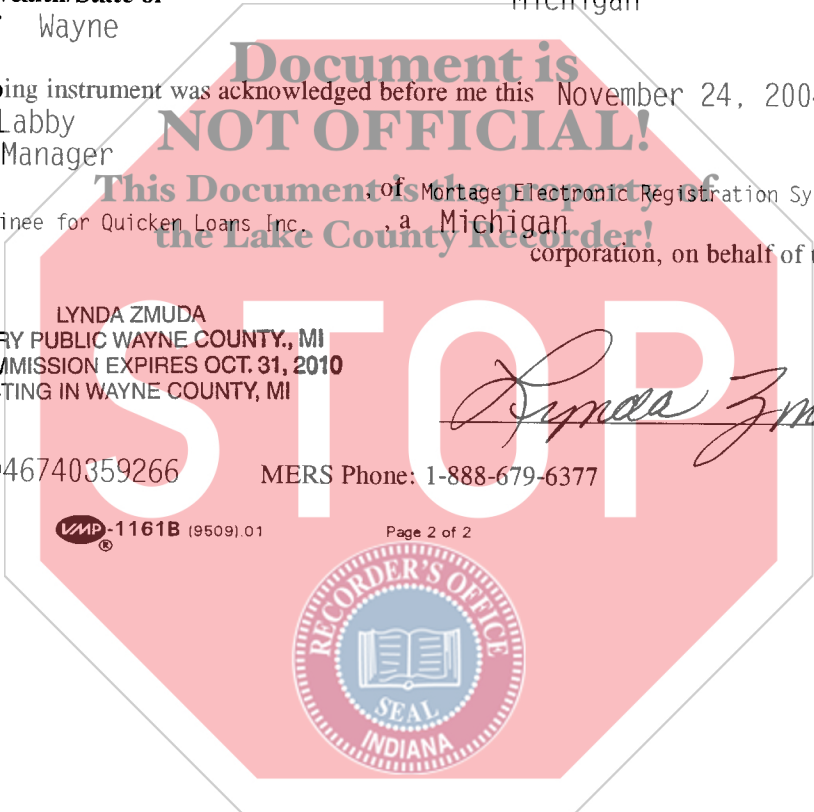 Michigan
Wayne
Document is
ing instrument was acknowledged before me this November 24, 200
Labby
NOT OFFICIAL!
Manager
This Document is the property of
, of Mortage Electronic Registration Sy
inee for Quicken Loans Inc. , a Michigan
the Lake County Recorder!
corporation, on behalf of
STOP
LYNDA ZMUDA
RY PUBLIC WAYNE COUNTY., MI
MMISSION EXPIRES OCT. 31, 2010
TING IN WAYNE COUNTY, MI
Lynda Zm
46740359266 MERS Phone: 1-888-679-6377
VMP®-1161B (9509).01 Page 2 of 2
RECORDER'S OFFICE
SEAL
INDIANA